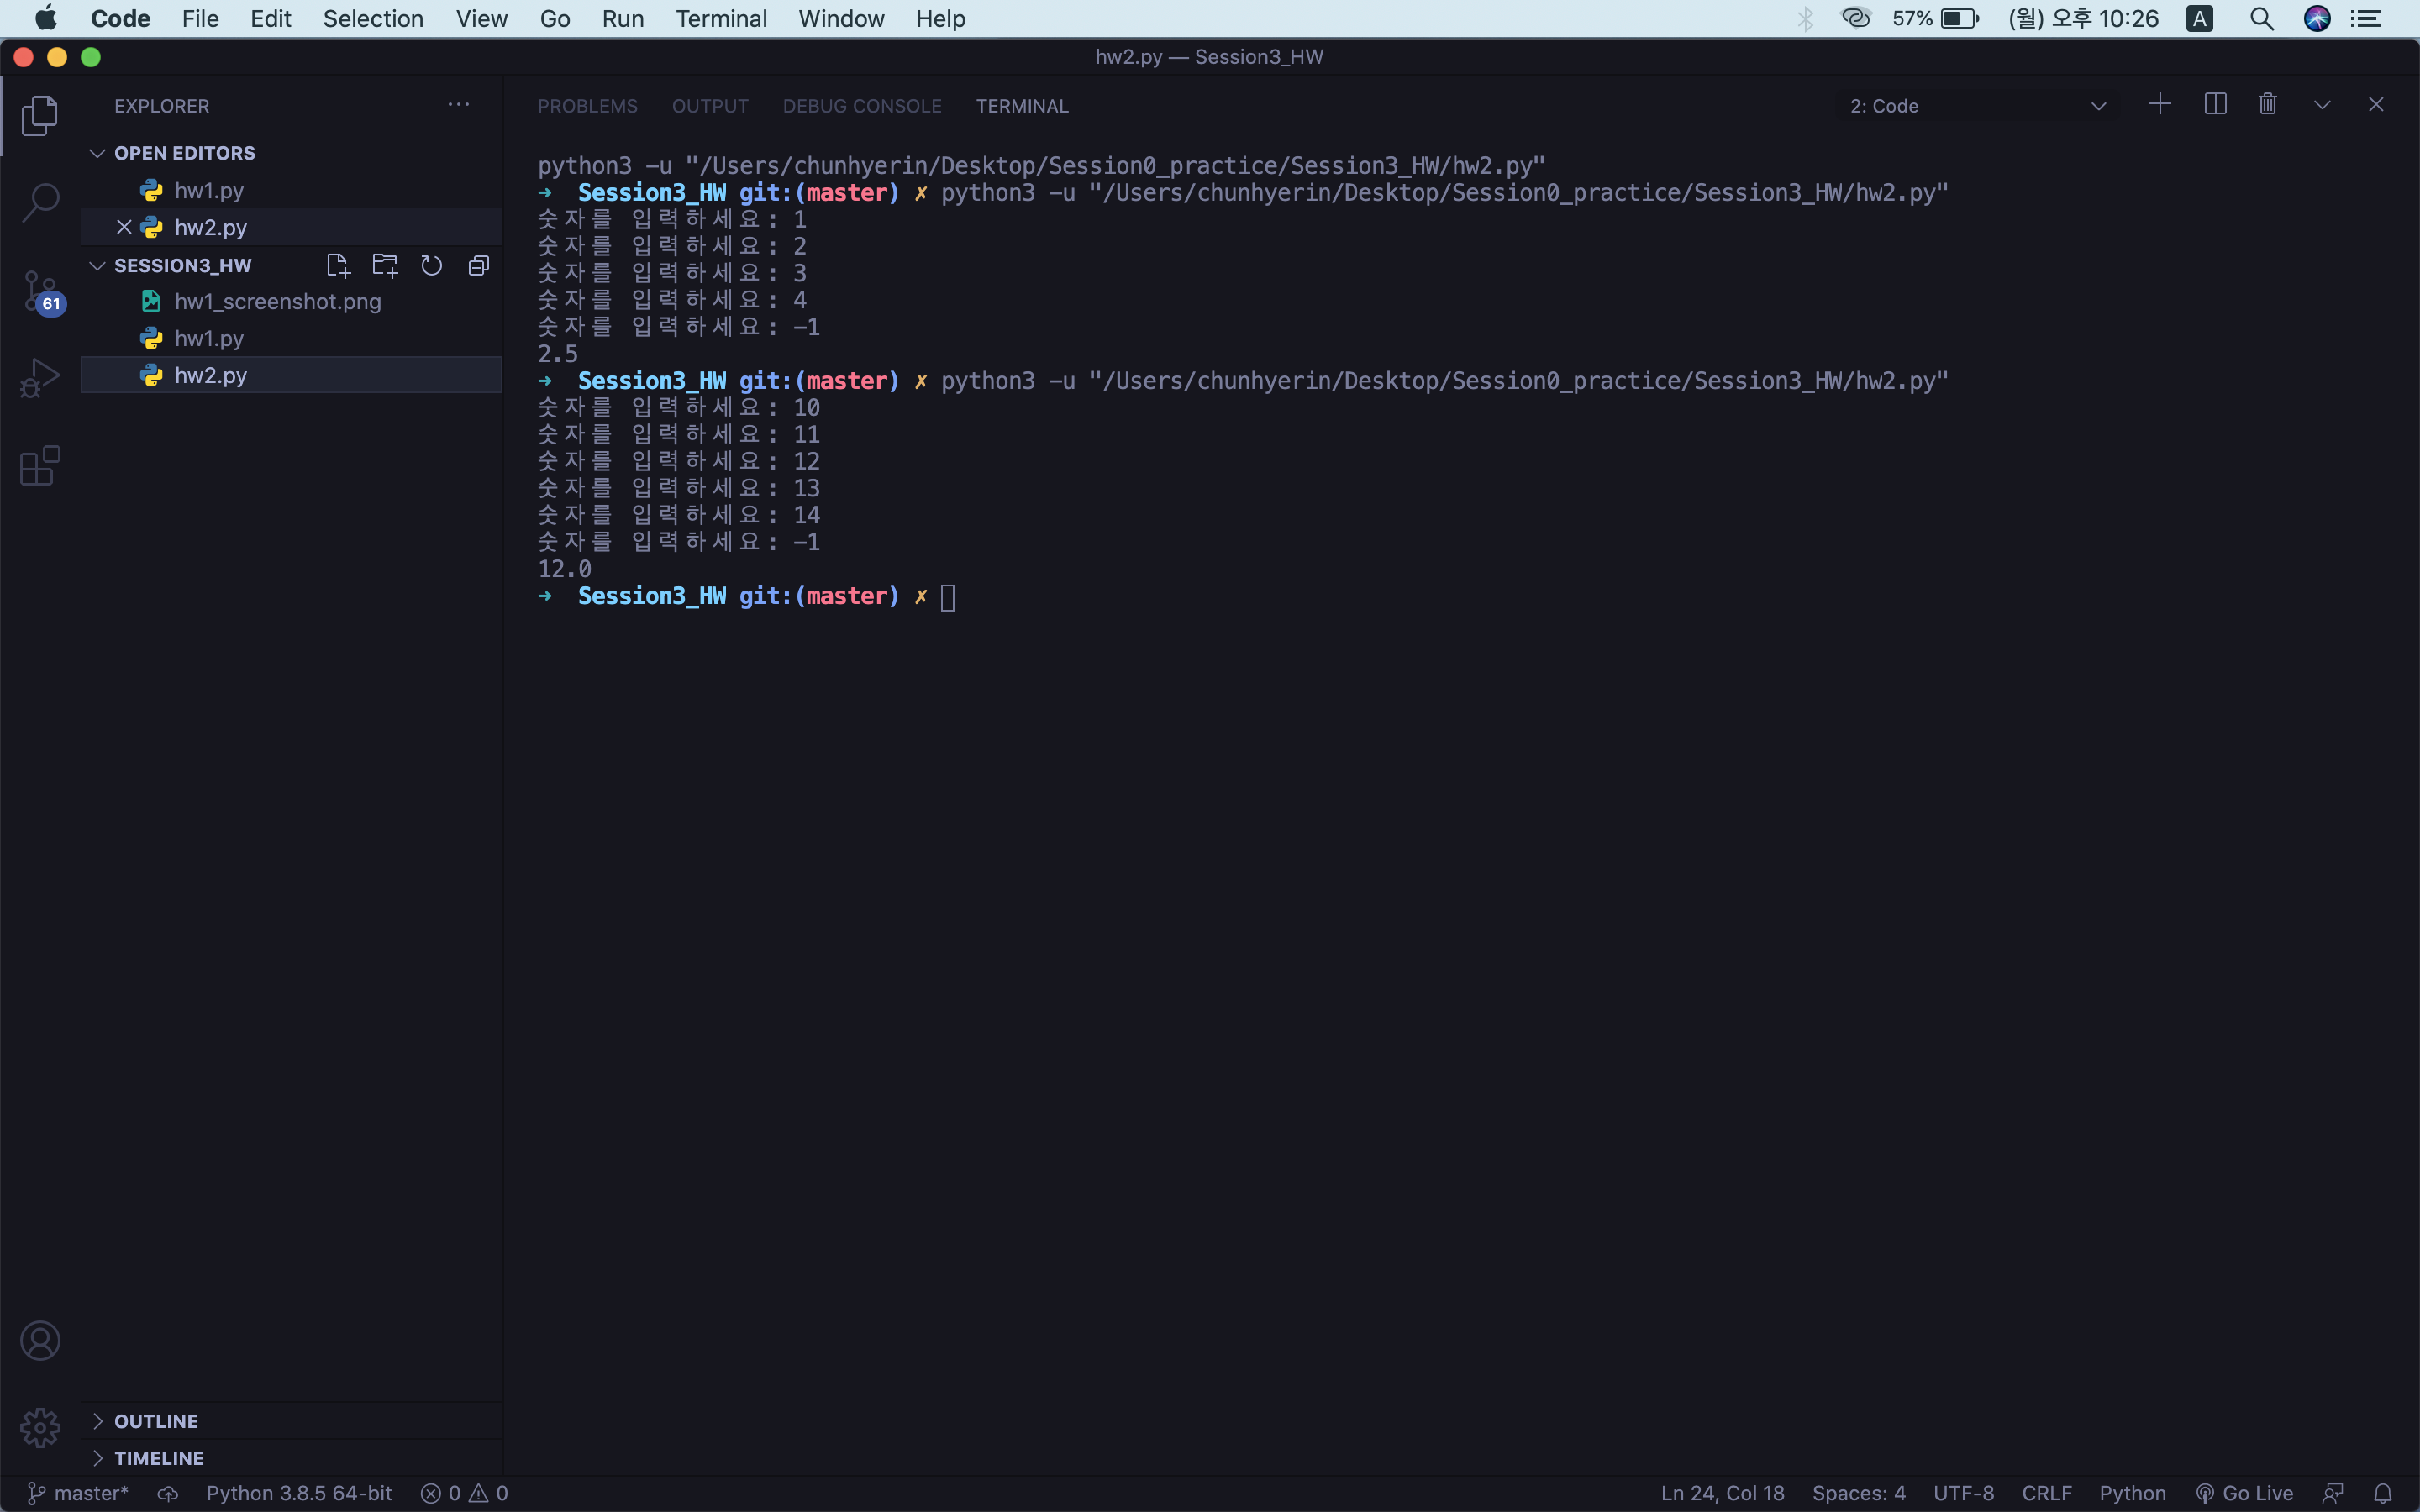 Code File Edit Selection View Go Run Terminal Window Help 57% (월) 오후 10:26 A
hw2.py — Session3_HW
EXPLORER ···
PROBLEMS OUTPUT DEBUG CONSOLE TERMINAL 2: Code
OPEN EDITORS
hw1.py
hw2.py
SESSION3_HW
hw1_screenshot.png
hw1.py
hw2.py
61
python3 -u "/Users/chunhyerin/Desktop/Session0_practice/Session3_HW/hw2.py"
➜ Session3_HW git:(master) ✗ python3 -u "/Users/chunhyerin/Desktop/Session0_practice/Session3_HW/hw2.py"
숫자를 입력하세요: 1
숫자를 입력하세요: 2
숫자를 입력하세요: 3
숫자를 입력하세요: 4
숫자를 입력하세요: -1
2.5
➜ Session3_HW git:(master) ✗ python3 -u "/Users/chunhyerin/Desktop/Session0_practice/Session3_HW/hw2.py"
숫자를 입력하세요: 10
숫자를 입력하세요: 11
숫자를 입력하세요: 12
숫자를 입력하세요: 13
숫자를 입력하세요: 14
숫자를 입력하세요: -1
12.0
➜ Session3_HW git:(master) ✗
OUTLINE
TIMELINE
master* Python 3.8.5 64-bit 0 0 Ln 24, Col 18 Spaces: 4 UTF-8 CRLF Python Go Live